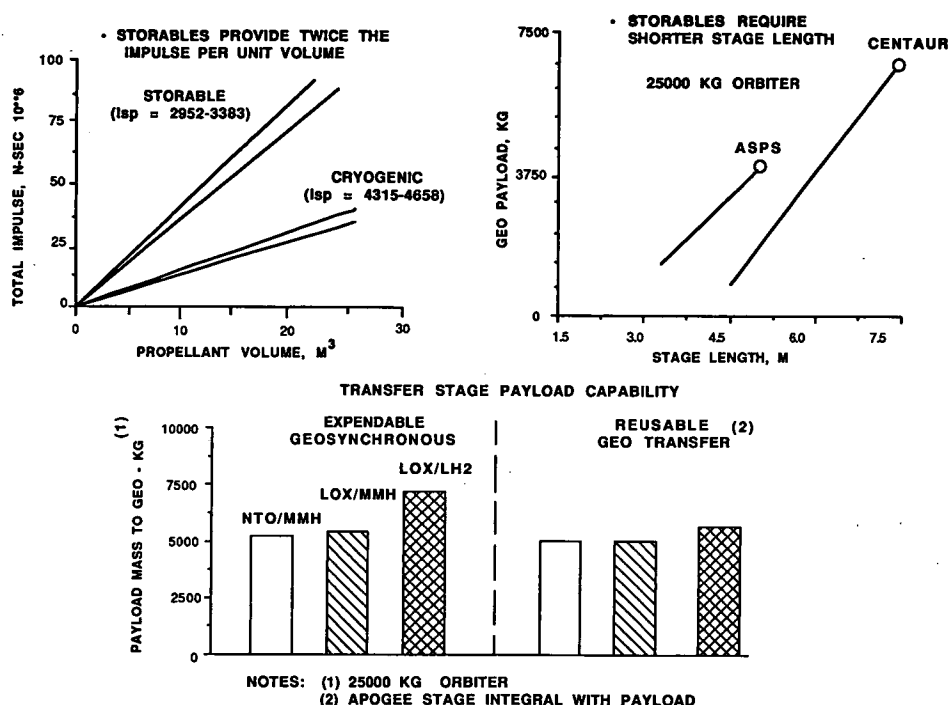 • STORABLES PROVIDE TWICE THE
IMPULSE PER UNIT VOLUME
100
75
50
25
0
TOTAL IMPULSE, N-SEC 10**6
STORABLE
(Isp = 2952-3383)
CRYOGENIC
(Isp = 4315-4658)
0
10
20
30
PROPELLANT VOLUME, M³
• STORABLES REQUIRE
SHORTER STAGE LENGTH
7500
3750
0
GEO PAYLOAD, KG
CENTAUR
25000 KG ORBITER
ASPS
1.5
3.0
4.5
6.0
7.5
STAGE LENGTH, M
TRANSFER STAGE PAYLOAD CAPABILITY
(1)
PAYLOAD MASS TO GEO - KG
10000
7500
5000
2500
0
EXPENDABLE
GEOSYNCHRONOUS
NTO/MMH
LOX/MMH
LOX/LH2
REUSABLE (2)
GEO TRANSFER
NOTES: (1) 25000 KG ORBITER
(2) APOGEE STAGE INTEGRAL WITH PAYLOAD